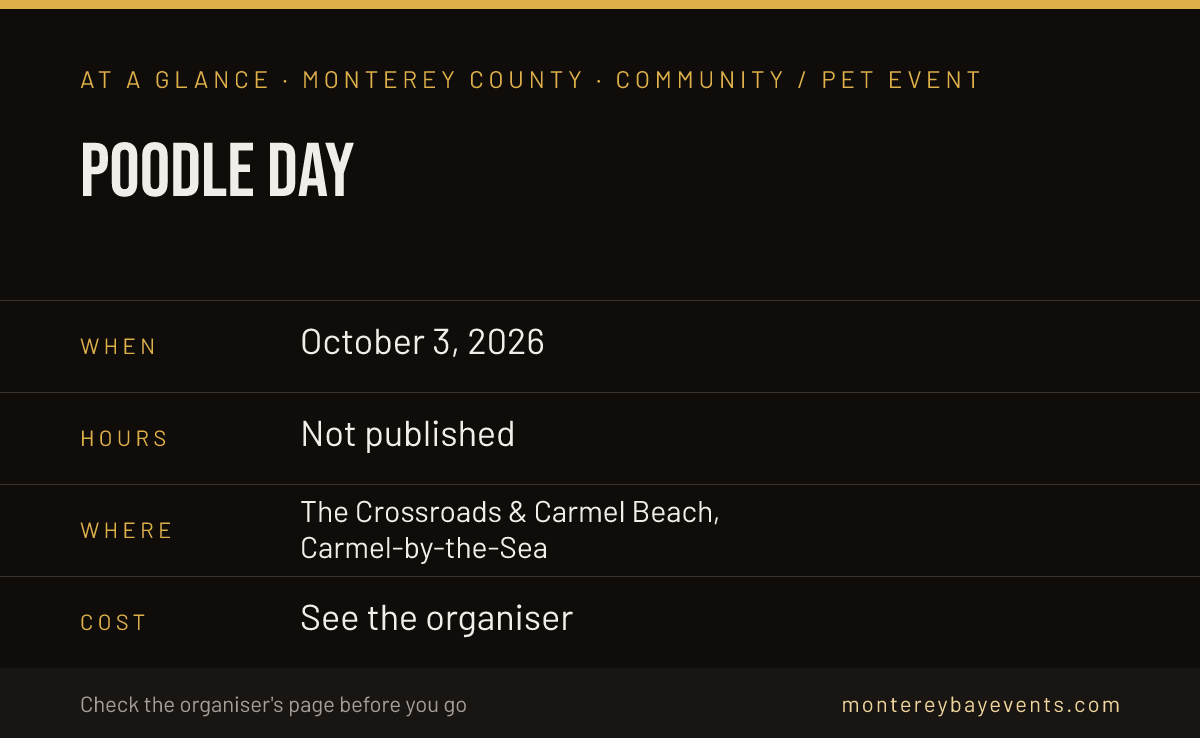 AT A GLANCE · MONTEREY COUNTY · COMMUNITY / PET EVENT
POODLE DAY
WHEN
October 3, 2026
HOURS
Not published
WHERE
The Crossroads & Carmel Beach,
Carmel-by-the-Sea
COST
See the organiser
Check the organiser's page before you go
montereybayevents.com